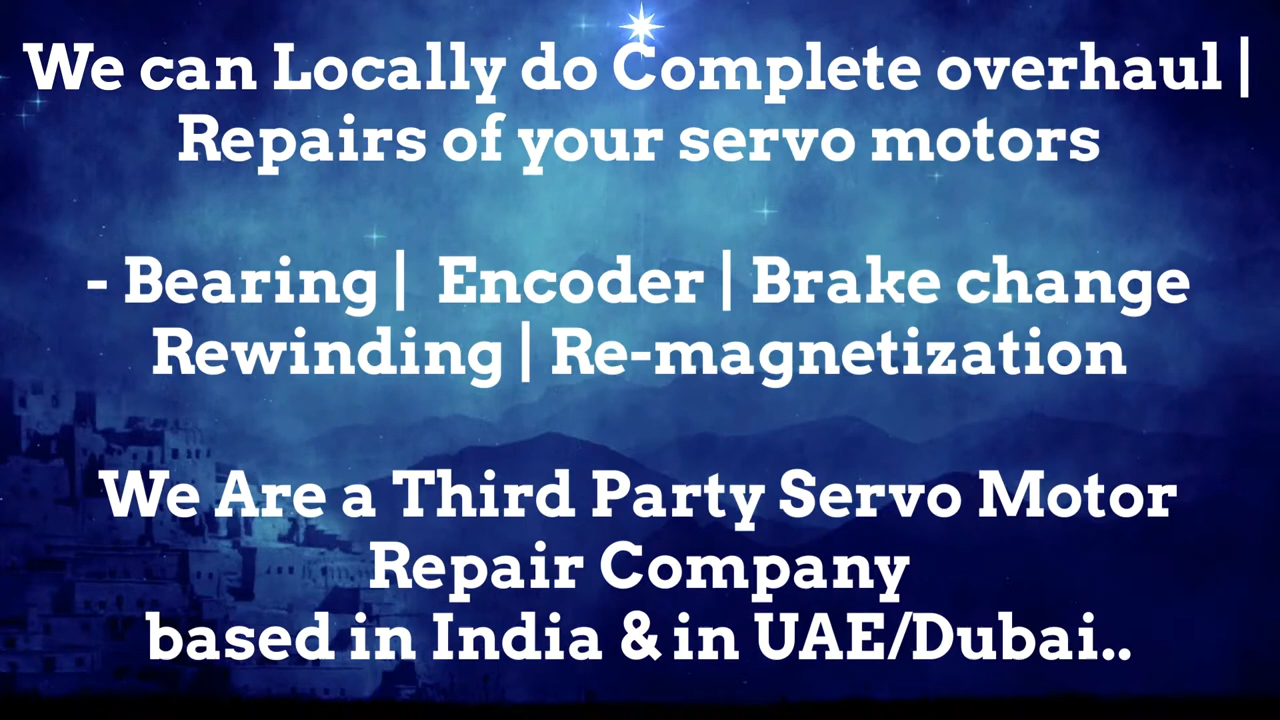 We can Locally do Complete overhaul |
Repairs of your servo motors
- Bearing | Encoder | Brake change
Rewinding | Re-magnetization
We Are a Third Party Servo Motor
Repair Company
based in India & in UAE/Dubai..